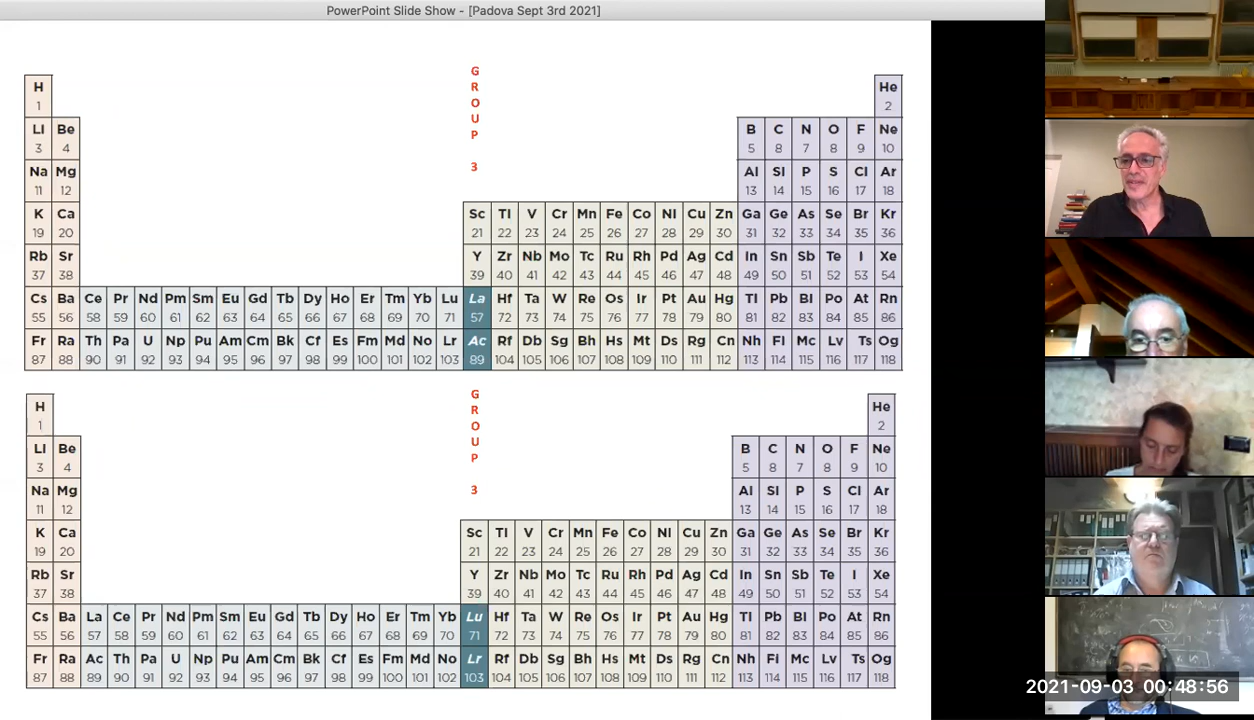 PowerPoint Slide Show - [Padova Sept 3rd 2021]
G
R
O
U
P
3
H He
1 2
Li Be B C N O F Ne
3 4 5 6 7 8 9 10
Na Mg Al Si P S Cl Ar
11 12 13 14 15 16 17 18
K Ca Sc Ti V Cr Mn Fe Co Ni Cu Zn Ga Ge As Se Br Kr
19 20 21 22 23 24 25 26 27 28 29 30 31 32 33 34 35 36
Rb Sr Y Zr Nb Mo Tc Ru Rh Pd Ag Cd In Sn Sb Te I Xe
37 38 39 40 41 42 43 44 45 46 47 48 49 50 51 52 53 54
Cs Ba Ce Pr Nd Pm Sm Eu Gd Tb Dy Ho Er Tm Yb Lu La Hf Ta W Re Os Ir Pt Au Hg Tl Pb Bi Po At Rn
55 56 58 59 60 61 62 63 64 65 66 67 68 69 70 71 57 72 73 74 75 76 77 78 79 80 81 82 83 84 85 86
Fr Ra Th Pa U Np Pu Am Cm Bk Cf Es Fm Md No Lr Ac Rf Db Sg Bh Hs Mt Ds Rg Cn Nh Fl Mc Lv Ts Og
87 88 90 91 92 93 94 95 96 97 98 99 100 101 102 103 89 104 105 106 107 108 109 110 111 112 113 114 115 116 117 118
G
R
O
U
P
3
H He
1 2
Li Be B C N O F Ne
3 4 5 6 7 8 9 10
Na Mg Al Si P S Cl Ar
11 12 13 14 15 16 17 18
K Ca Sc Ti V Cr Mn Fe Co Ni Cu Zn Ga Ge As Se Br Kr
19 20 21 22 23 24 25 26 27 28 29 30 31 32 33 34 35 36
Rb Sr Y Zr Nb Mo Tc Ru Rh Pd Ag Cd In Sn Sb Te I Xe
37 38 39 40 41 42 43 44 45 46 47 48 49 50 51 52 53 54
Cs Ba La Ce Pr Nd Pm Sm Eu Gd Tb Dy Ho Er Tm Yb Lu Hf Ta W Re Os Ir Pt Au Hg Tl Pb Bi Po At Rn
55 56 57 58 59 60 61 62 63 64 65 66 67 68 69 70 71 72 73 74 75 76 77 78 79 80 81 82 83 84 85 86
Fr Ra Ac Th Pa U Np Pu Am Cm Bk Cf Es Fm Md No Lr Rf Db Sg Bh Hs Mt Ds Rg Cn Nh Fl Mc Lv Ts Og
87 88 89 90 91 92 93 94 95 96 97 98 99 100 101 102 103 104 105 106 107 108 109 110 111 112 113 114 115 116 117 118
2021-09-03 00:48:56